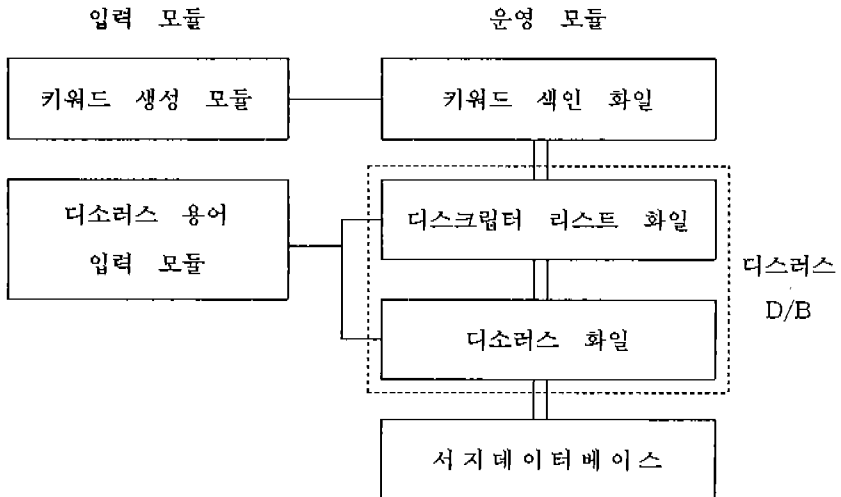 입력 모듈
운영 모듈
키워드 생성 모듈
키워드 색인 화일
디소러스 용어
입력 모듈
디스크립터 리스트 화일
디소러스 화일
디스러스
D/B
서지데이터베이스